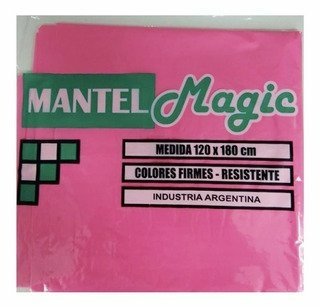 MANTEL Magic
MEDIDA 120 x 180 cm
COLORES FIRMES - RESISTENTE
INDUSTRIA ARGENTINA